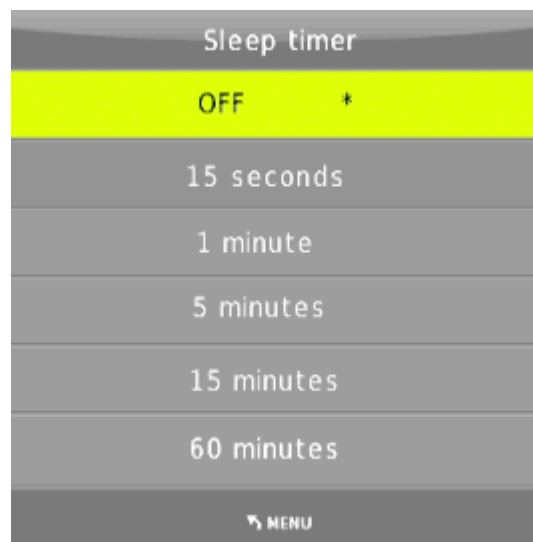 Sleep timer
OFF *
15 seconds
1 minute
5 minutes
15 minutes
60 minutes
MENU